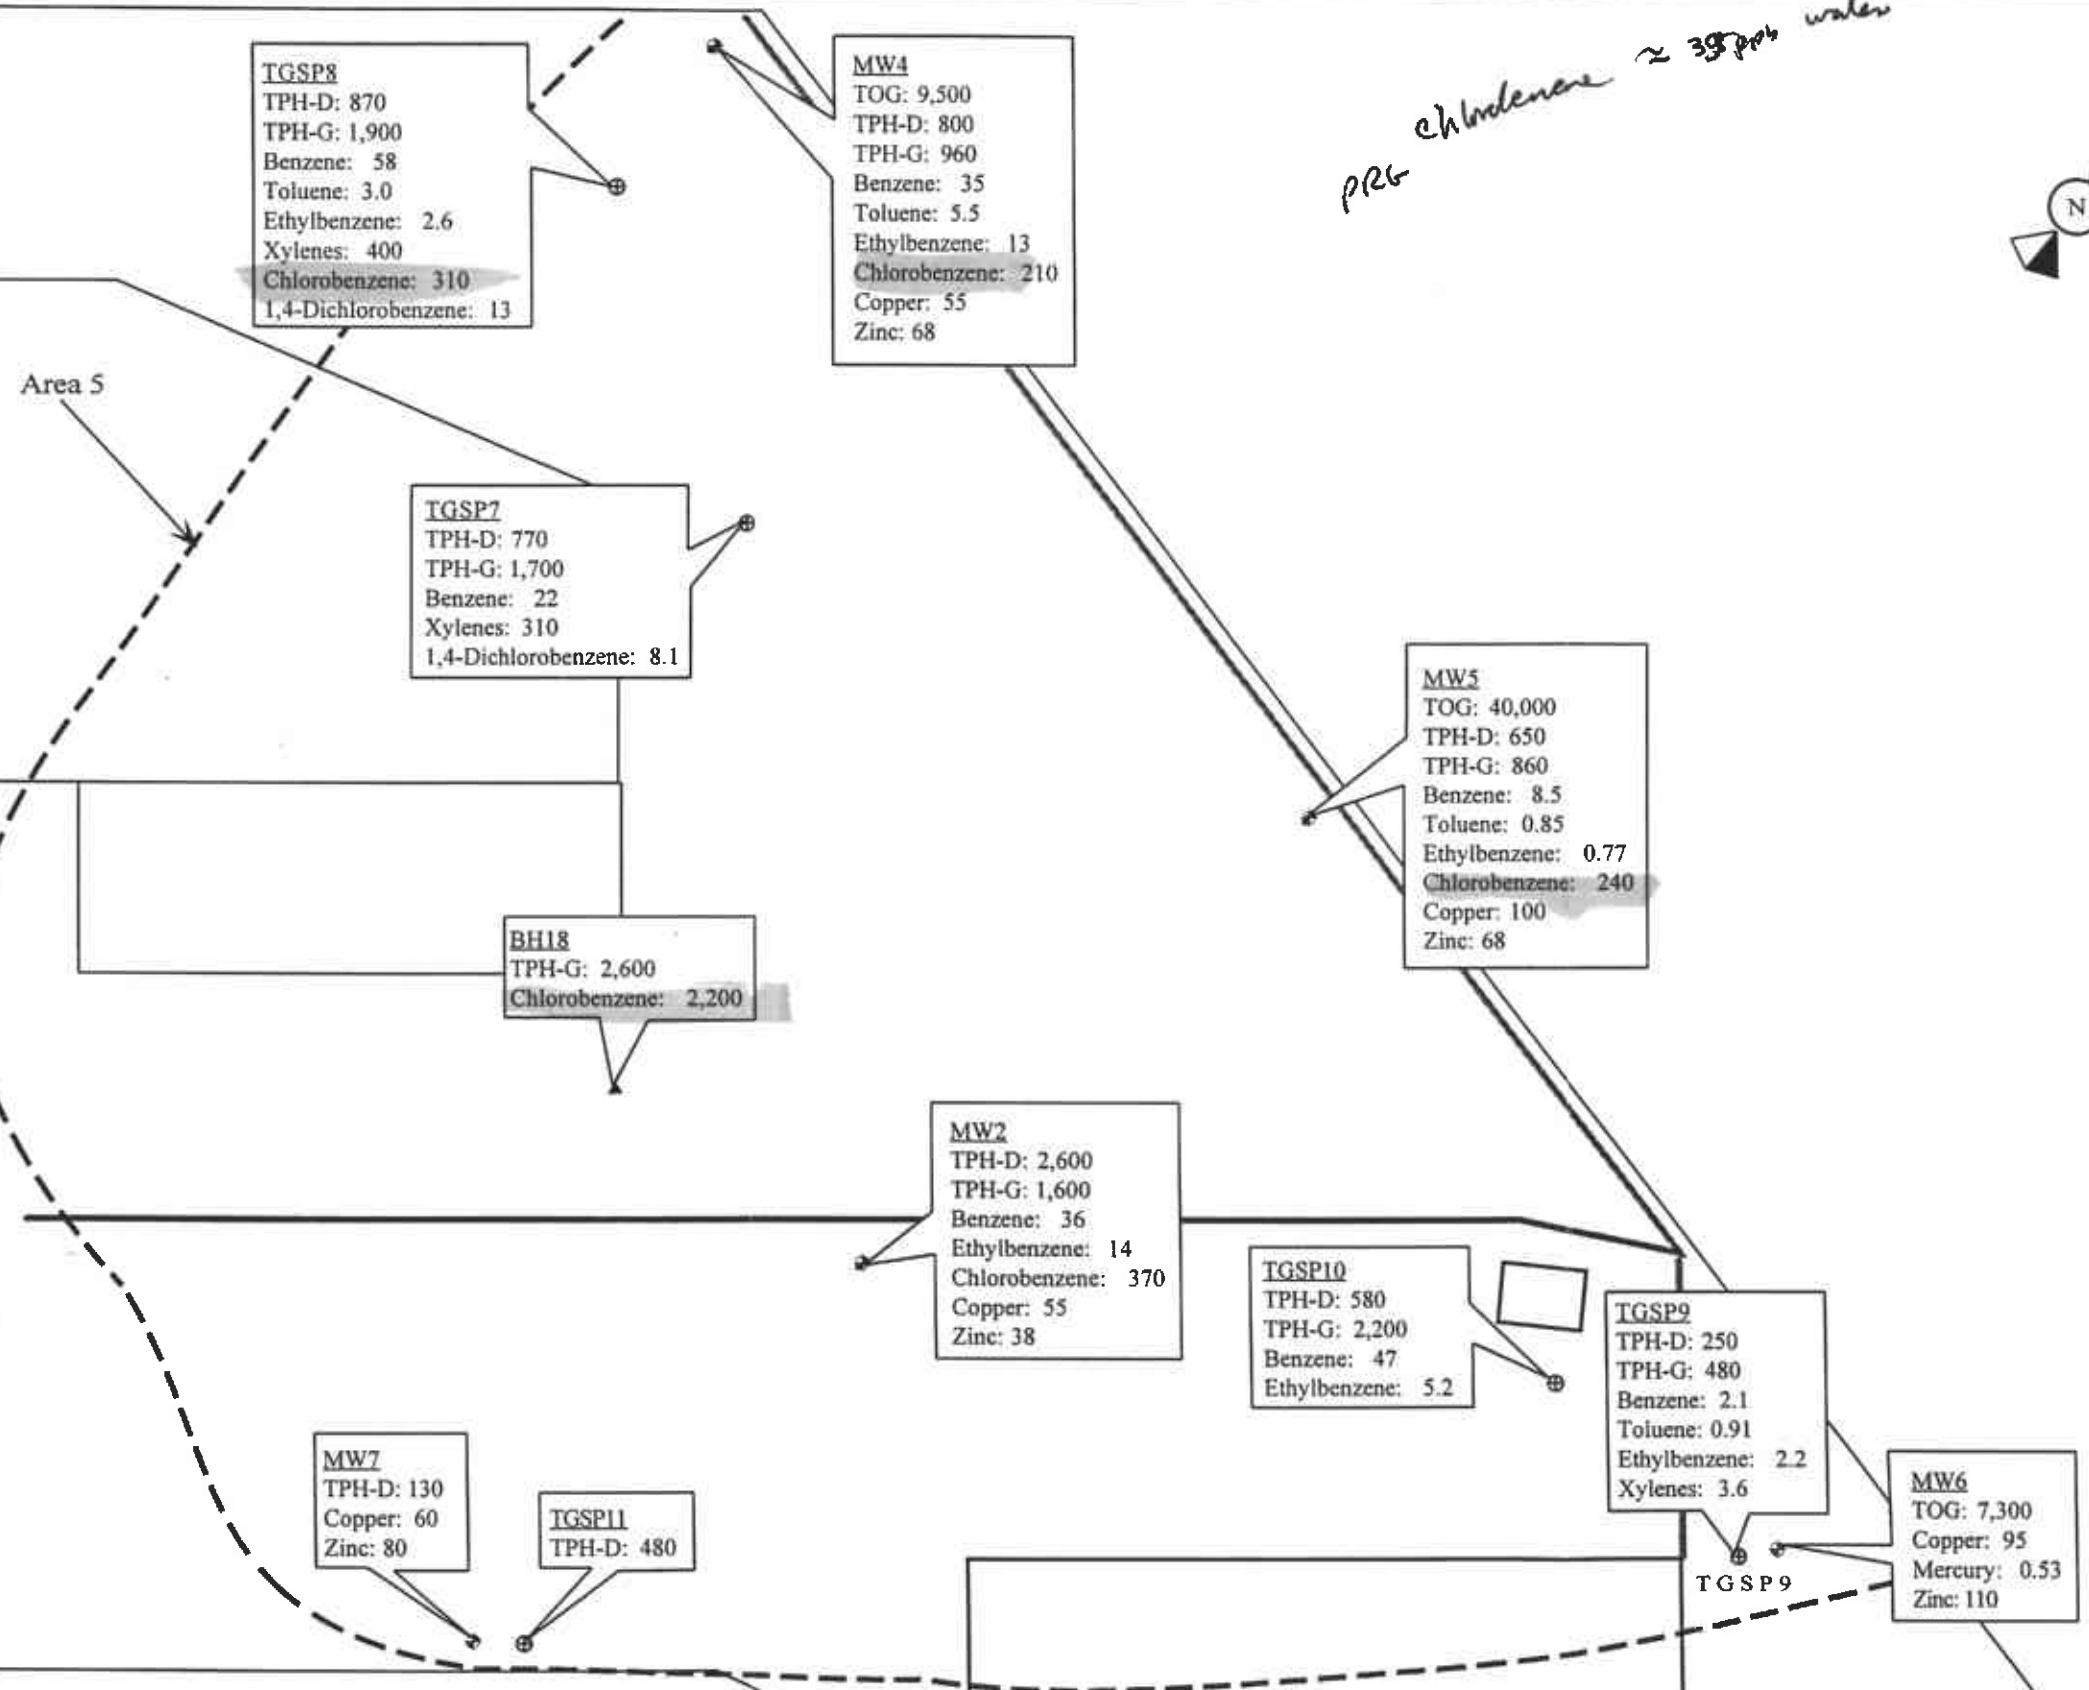 PRG chlorobenzene ≈ 39 ppb water
N
TGSP8
TPH-D: 870
TPH-G: 1,900
Benzene: 58
Toluene: 3.0
Ethylbenzene: 2.6
Xylenes: 400
Chlorobenzene: 310
1,4-Dichlorobenzene: 13
MW4
TOG: 9,500
TPH-D: 800
TPH-G: 960
Benzene: 35
Toluene: 5.5
Ethylbenzene: 13
Chlorobenzene: 210
Copper: 55
Zinc: 68
Area 5
TGSP7
TPH-D: 770
TPH-G: 1,700
Benzene: 22
Xylenes: 310
1,4-Dichlorobenzene: 8.1
MW5
TOG: 40,000
TPH-D: 650
TPH-G: 860
Benzene: 8.5
Toluene: 0.85
Ethylbenzene: 0.77
Chlorobenzene: 240
Copper: 100
Zinc: 68
BH18
TPH-G: 2,600
Chlorobenzene: 2,200
MW2
TPH-D: 2,600
TPH-G: 1,600
Benzene: 36
Ethylbenzene: 14
Chlorobenzene: 370
Copper: 55
Zinc: 38
TGSP10
TPH-D: 580
TPH-G: 2,200
Benzene: 47
Ethylbenzene: 5.2
TGSP9
TPH-D: 250
TPH-G: 480
Benzene: 2.1
Toluene: 0.91
Ethylbenzene: 2.2
Xylenes: 3.6
TGSP9
MW7
TPH-D: 130
Copper: 60
Zinc: 80
TGSP11
TPH-D: 480
MW6
TOG: 7,300
Copper: 95
Mercury: 0.53
Zinc: 110